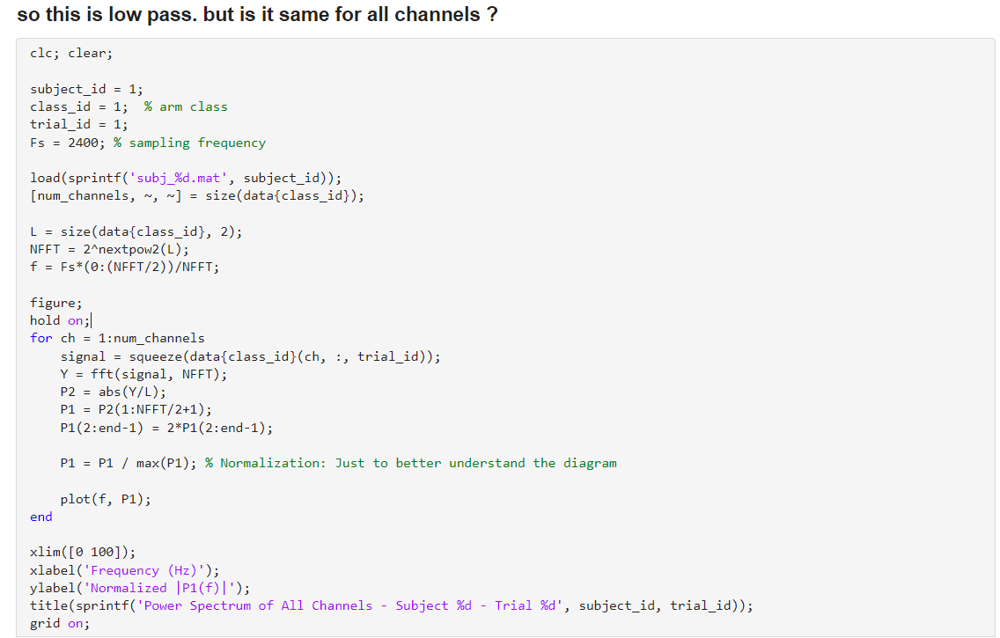 so this is low pass. but is it same for all channels ?
clc; clear;
subject_id = 1;
class_id = 1;  % arm class
trial_id = 1;
Fs = 2400; % sampling frequency
load(sprintf('subj_%d.mat', subject_id));
[num_channels, ~, ~] = size(data{class_id});
L = size(data{class_id}, 2);
NFFT = 2^nextpow2(L);
f = Fs*(0:(NFFT/2))/NFFT;
figure;
hold on;
for ch = 1:num_channels
    signal = squeeze(data{class_id}(ch, :, trial_id));
    Y = fft(signal, NFFT);
    P2 = abs(Y/L);
    P1 = P2(1:NFFT/2+1);
    P1(2:end-1) = 2*P1(2:end-1);
    P1 = P1 / max(P1); % Normalization: Just to better understand the diagram
    plot(f, P1);
end
xlim([0 100]);
xlabel('Frequency (Hz)');
ylabel('Normalized |P1(f)|');
title(sprintf('Power Spectrum of All Channels - Subject %d - Trial %d', subject_id, trial_id));
grid on;